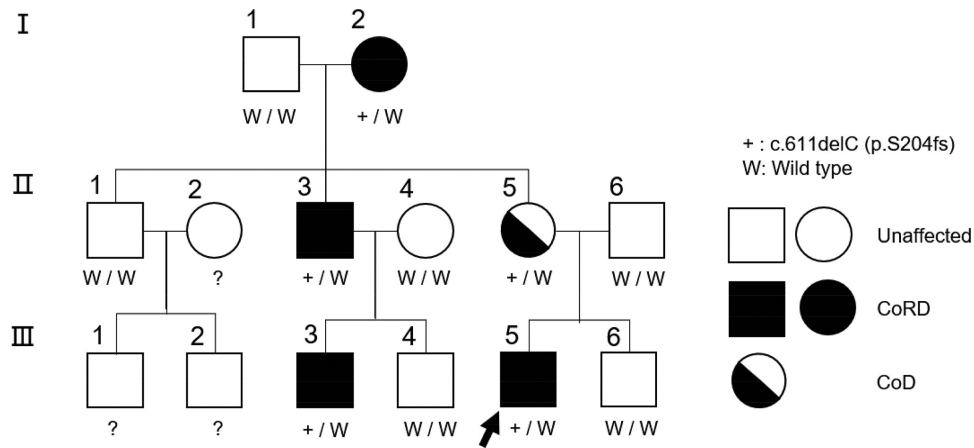 I
1 2
W / W + / W
II
1 2 3 4 5 6
W / W ? + / W W / W + / W W / W
III
1 2 3 4 5 6
? ? + / W W / W + / W W / W
+ : c.611delC (p.S204fs)
W: Wild type
Unaffected
CoRD
CoD